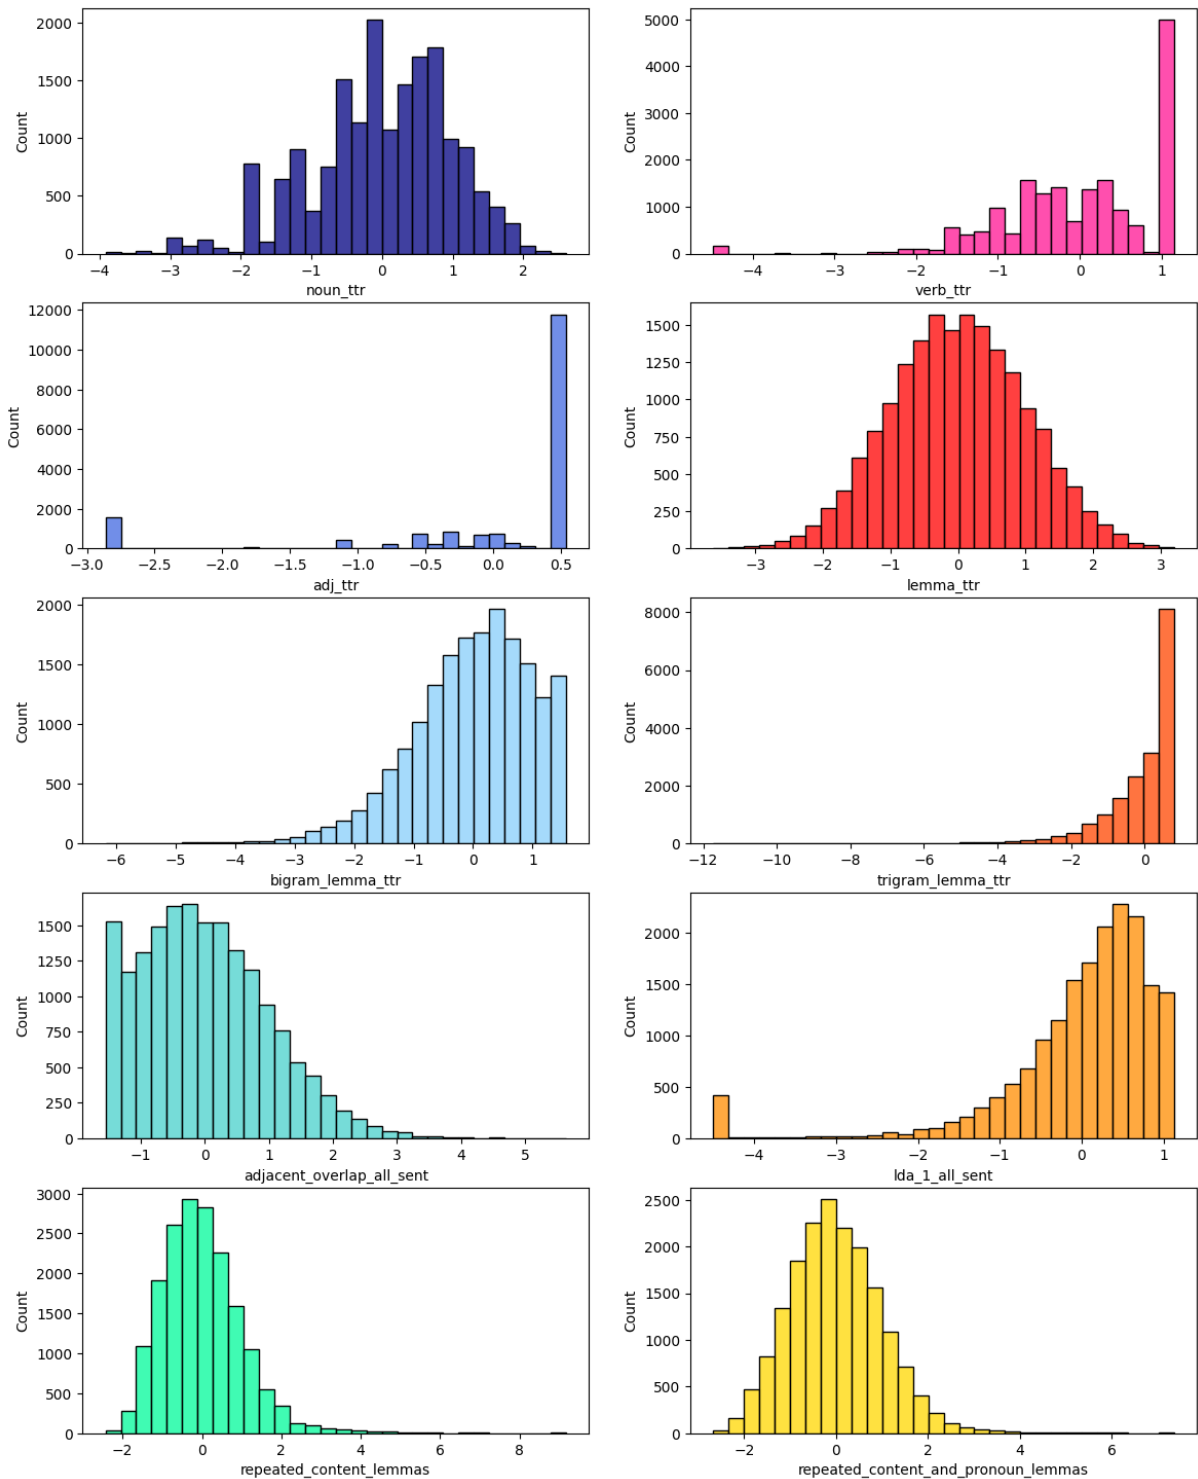 2000
1500
1000
500
0
Count
−4 −3 −2 −1 0 1 2
noun_ttr
5000
4000
3000
2000
1000
0
Count
−4 −3 −2 −1 0 1
verb_ttr
12000
10000
8000
6000
4000
2000
0
Count
−3.0 −2.5 −2.0 −1.5 −1.0 −0.5 0.0 0.5
adj_ttr
1500
1250
1000
750
500
250
0
Count
−3 −2 −1 0 1 2 3
lemma_ttr
2000
1500
1000
500
0
Count
−6 −5 −4 −3 −2 −1 0 1
bigram_lemma_ttr
8000
6000
4000
2000
0
Count
−12 −10 −8 −6 −4 −2 0
trigram_lemma_ttr
1500
1250
1000
750
500
250
0
Count
−1 0 1 2 3 4 5
adjacent_overlap_all_sent
2000
1500
1000
500
0
Count
−4 −3 −2 −1 0 1
lda_1_all_sent
3000
2500
2000
1500
1000
500
0
Count
−2 0 2 4 6 8
repeated_content_lemmas
2500
2000
1500
1000
500
0
Count
−2 0 2 4 6
repeated_content_and_pronoun_lemmas